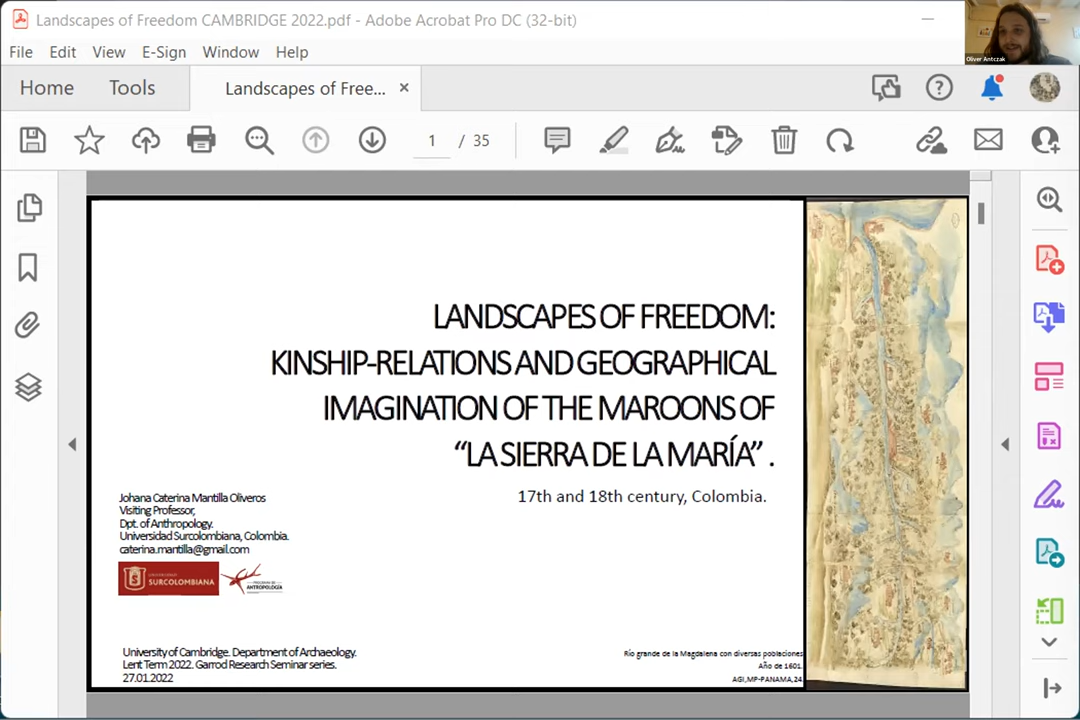 Landscapes of Freedom CAMBRIDGE 2022.pdf - Adobe Acrobat Pro DC (32-bit)
Oliver Antczak
File Edit View E-Sign Window Help
Home Tools Landscapes of Free... ×
1 / 35
LANDSCAPES OF FREEDOM:
KINSHIP-RELATIONS AND GEOGRAPHICAL
IMAGINATION OF THE MAROONS OF
“LA SIERRA DE LA MARÍA” .
17th and 18th century, Colombia.
Johana Caterina Mantilla Oliveros
Visiting Professor,
Dpt. of Anthropology.
Universidad Surcolombiana, Colombia.
caterina.mantilla@gmail.com
UNIVERSIDAD
SURCOLOMBIANA
PROGRAMA DE
ANTROPOLOGÍA
University of Cambridge. Department of Archaeology.
Lent Term 2022. Garrod Research Seminar series.
27.01.2022
Río grande de la Magdalena con diversas poblaciones
Año de 1601.
AGI,MP-PANAMA,24